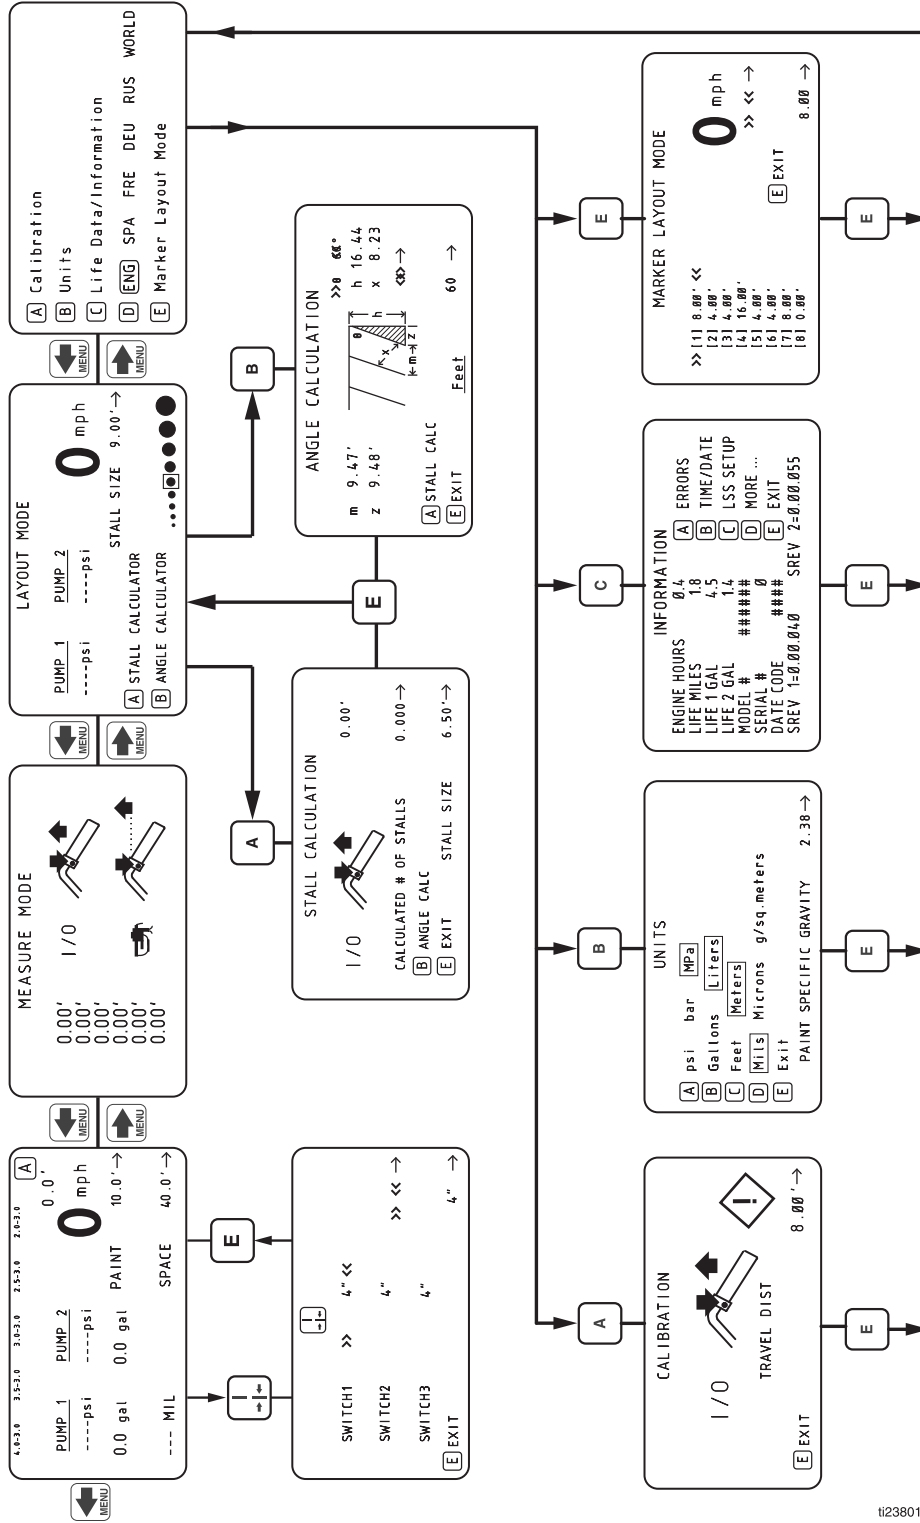 MENU
4.0-3.0 3.5-3.0 3.0-3.0 2.5-3.0 2.0-3.0
A
PUMP 1 PUMP 2 0.0'
----psi ----psi 0 mph
0.0 gal 0.0 gal PAINT 10.0'→
--- MIL SPACE 40.0'→
E
SWITCH1 >> 4" <<
SWITCH2 4" >> << →
SWITCH3 4" 4" →
E EXIT
MENU
MENU
MEASURE MODE
0.00' I/O
0.00'
0.00'
0.00'
0.00'
0.00'
MENU
MENU
LAYOUT MODE
PUMP 1 PUMP 2 0 mph
----psi ----psi
STALL SIZE 9.00'→
A STALL CALCULATOR
B ANGLE CALCULATOR
MENU
MENU
A Calibration
B Units
C Life Data/Information
D ENG SPA FRE DEU RUS WORLD
E Marker Layout Mode
A
STALL CALCULATION
I/O 0.00'
CALCULATED # OF STALLS 0.000→
B ANGLE CALC
E EXIT STALL SIZE 6.50'→
E
B
ANGLE CALCULATION
m 9.47'
z 9.48'
θ h x m z
h 16.44
x 8.23
A STALL CALC
E EXIT Feet 60 →
A
CALIBRATION
I/O
!
TRAVEL DIST 8.00'→
E EXIT
E
B
UNITS
A psi bar MPa
B Gallons Liters
C Feet Meters
D Mils Microns g/sq.meters
E Exit
PAINT SPECIFIC GRAVITY 2.38→
E
C
INFORMATION
ENGINE HOURS 0.4 A ERRORS
LIFE MILES 1.8 B TIME/DATE
LIFE 1 GAL 4.5 C LSS SETUP
LIFE 2 GAL 1.4 D MORE ...
MODEL # ###### E EXIT
SERIAL # 0
DATE CODE ####
SREV 1=0.00.040 SREV 2=0.00.055
E
E
MARKER LAYOUT MODE
0 mph
>> [1] 8.00' <<
[2] 4.00' >> << →
[3] 4.00'
[4] 16.00'
[5] 4.00' E EXIT
[6] 4.00'
[7] 8.00'
[8] 8.00' 8.00 →
E
ti23801